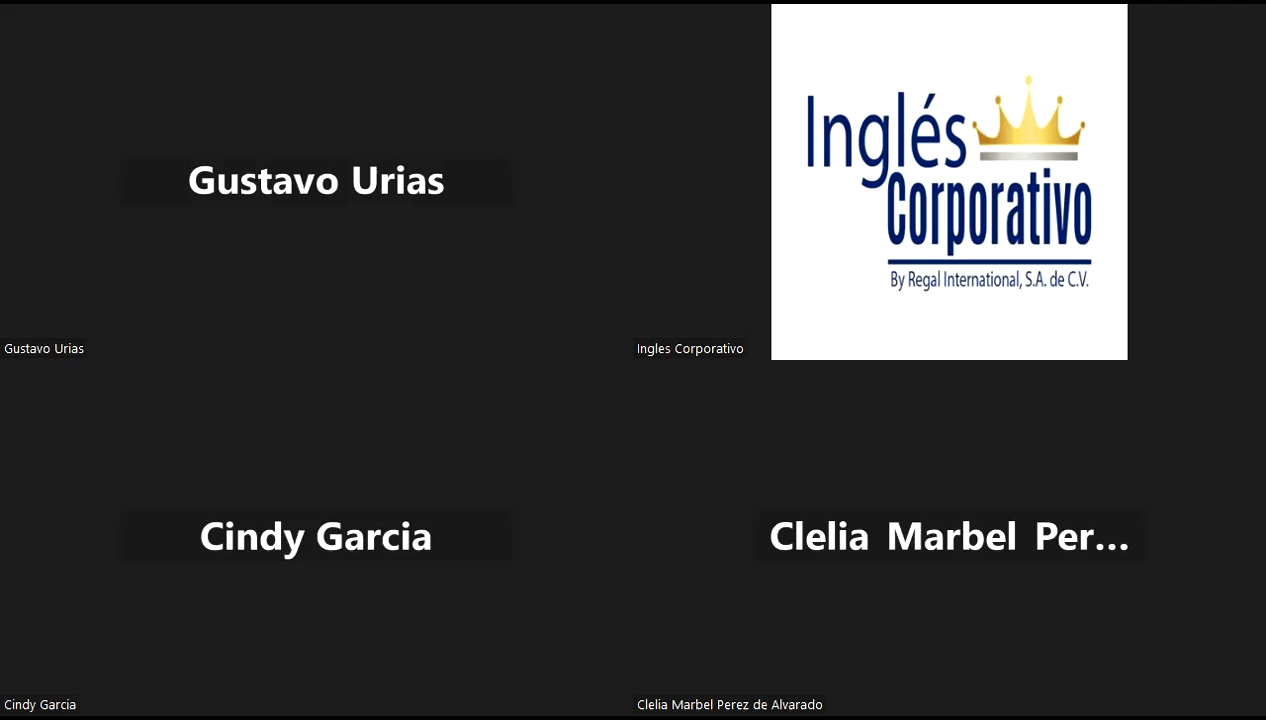 Gustavo Urias
Gustavo Urias
Inglés
Corporativo
By Regal International, S.A. de C.V.
Ingles Corporativo
Cindy Garcia
Cindy Garcia
Clelia Marbel Per...
Clelia Marbel Perez de Alvarado